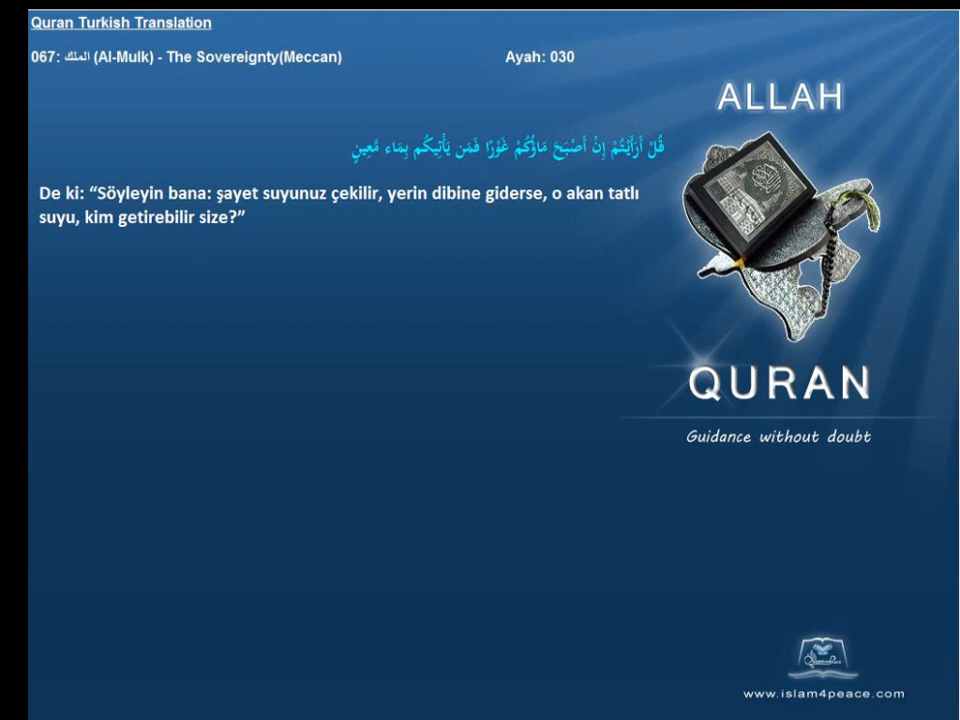 Quran Turkish Translation
067: الملك (Al-Mulk) - The Sovereignty(Meccan) Ayah: 030
ALLAH
قُلْ أَرَأَيْتُمْ إِنْ أَصْبَحَ مَاؤُكُمْ غَوْرًا فَمَن يَأْتِيكُم بِمَاء مَّعِينٍ
De ki: “Söyleyin bana: şayet suyunuz çekilir, yerin dibine giderse, o akan tatlı
suyu, kim getirebilir size?”
QURAN
Guidance without doubt
www.islam4peace.com